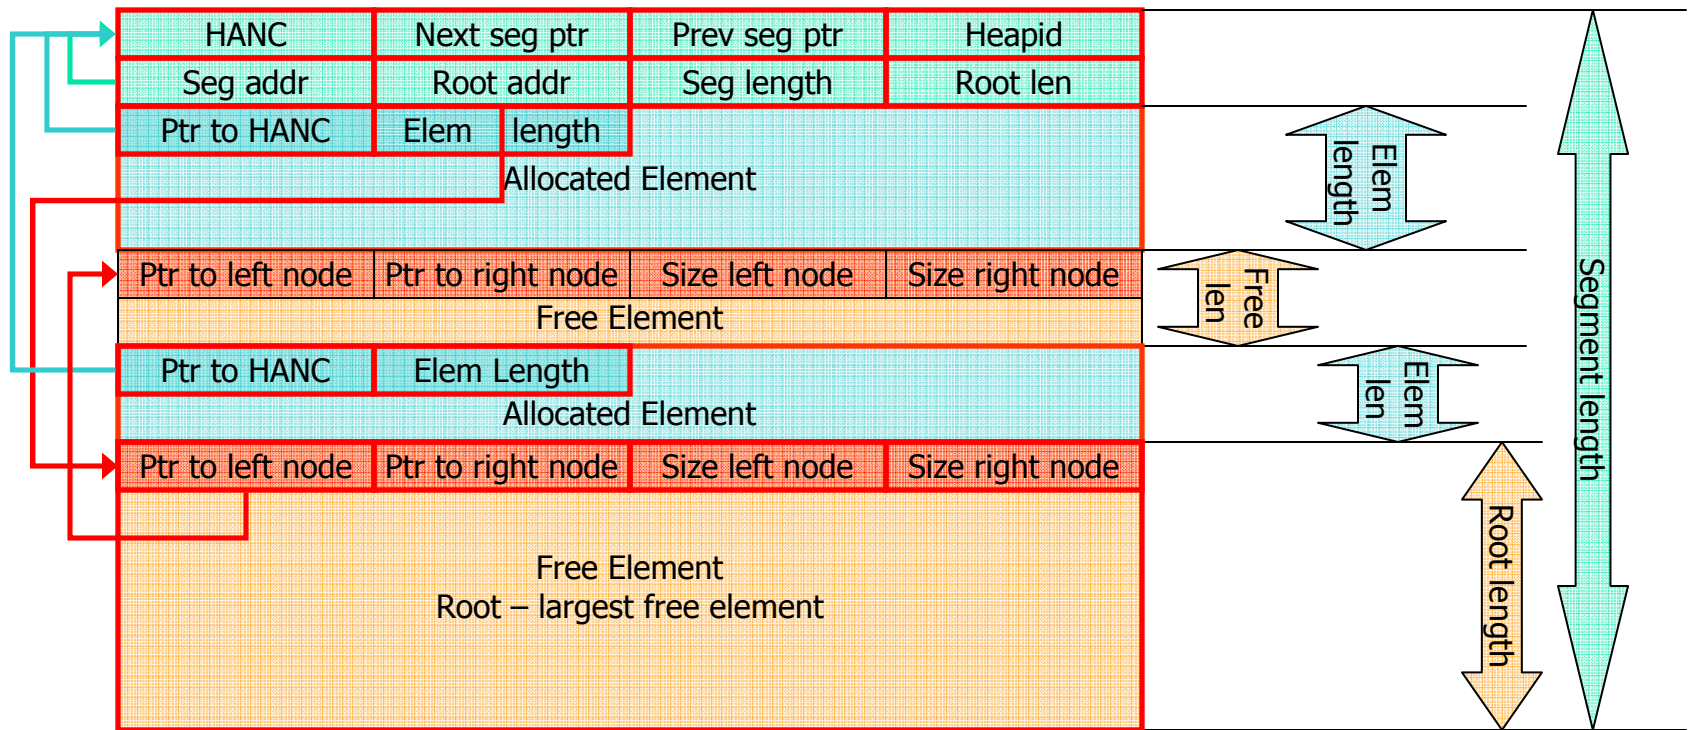 HANC Next seg ptr Prev seg ptr Heapid
Seg addr Root addr Seg length Root len
Ptr to HANC Elem length
Allocated Element
Elem
length
Ptr to left node Ptr to right node Size left node Size right node
Free Element
Free
len
Ptr to HANC Elem Length
Allocated Element
Elem
len
Ptr to left node Ptr to right node Size left node Size right node
Free Element
Root – largest free element
Root length
Segment length